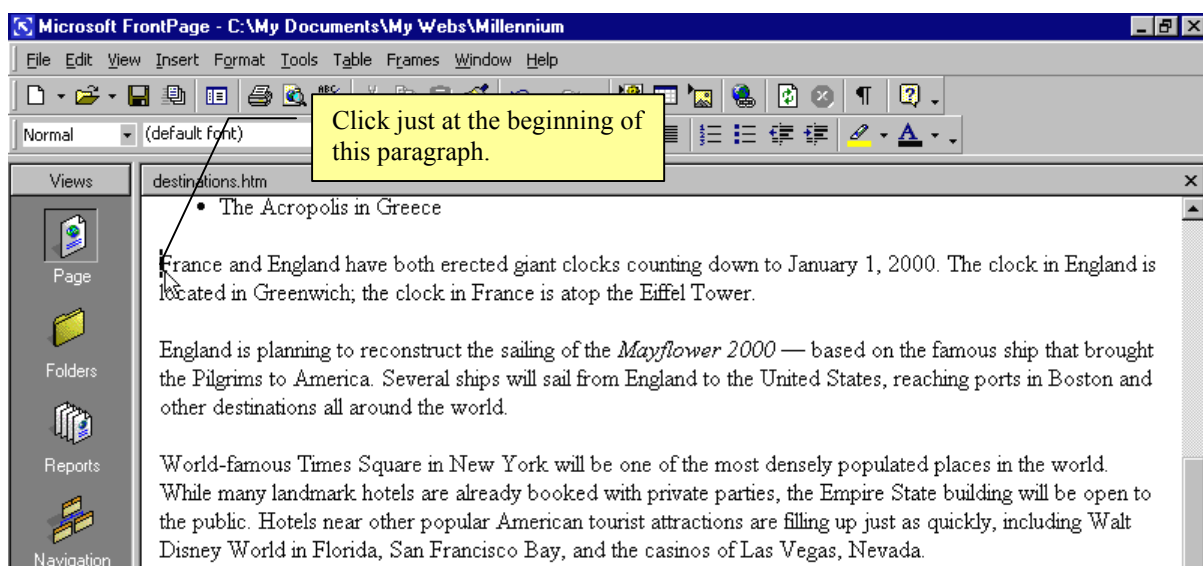 Microsoft FrontPage - C:\My Documents\My Webs\Millennium
File Edit View Insert Format Tools Table Frames Window Help
Normal (default font)
Click just at the beginning of
this paragraph.
Views destinations.htm
• The Acropolis in Greece
France and England have both erected giant clocks counting down to January 1, 2000. The clock in England is
located in Greenwich; the clock in France is atop the Eiffel Tower.
Page
England is planning to reconstruct the sailing of the Mayflower 2000 — based on the famous ship that brought
the Pilgrims to America. Several ships will sail from England to the United States, reaching ports in Boston and
other destinations all around the world.
Folders
World-famous Times Square in New York will be one of the most densely populated places in the world.
While many landmark hotels are already booked with private parties, the Empire State building will be open to
the public. Hotels near other popular American tourist attractions are filling up just as quickly, including Walt
Disney World in Florida, San Francisco Bay, and the casinos of Las Vegas, Nevada.
Reports
Navigation